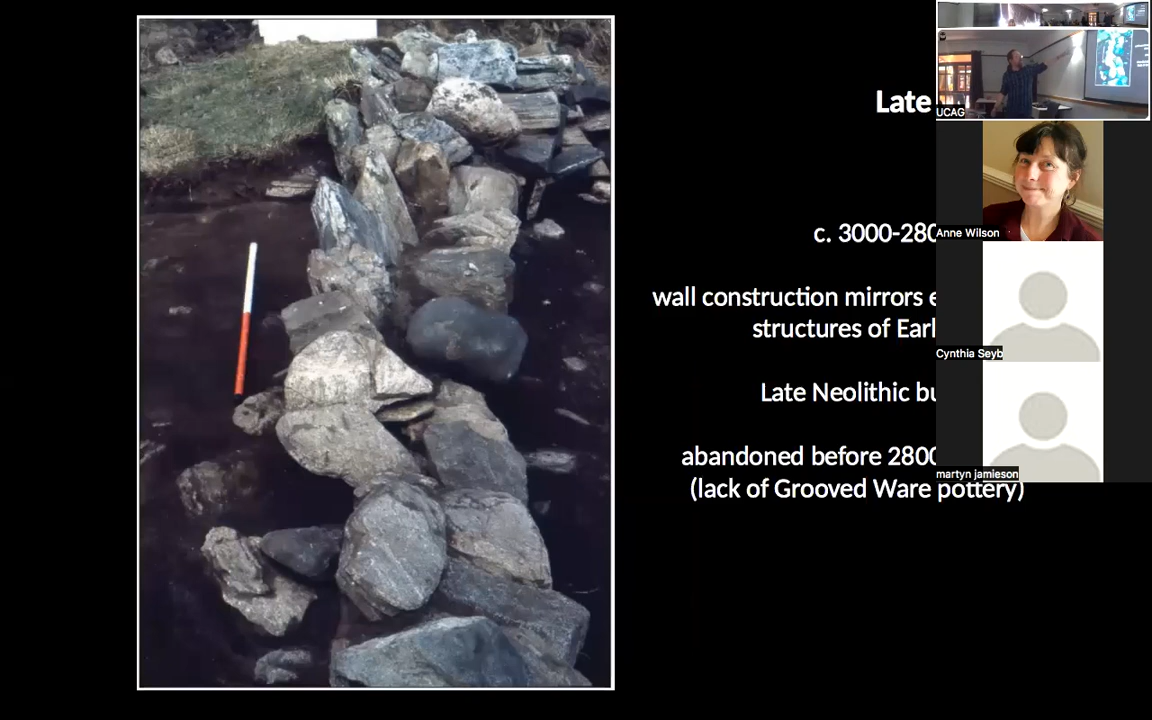 Late
c. 3000-280
wall construction mirrors
structures of Earl
Late Neolithic bu
abandoned before 2800
(lack of Grooved Ware pottery)
UCAG
Anne Wilson
Cynthia Seyb
martyn jamieson